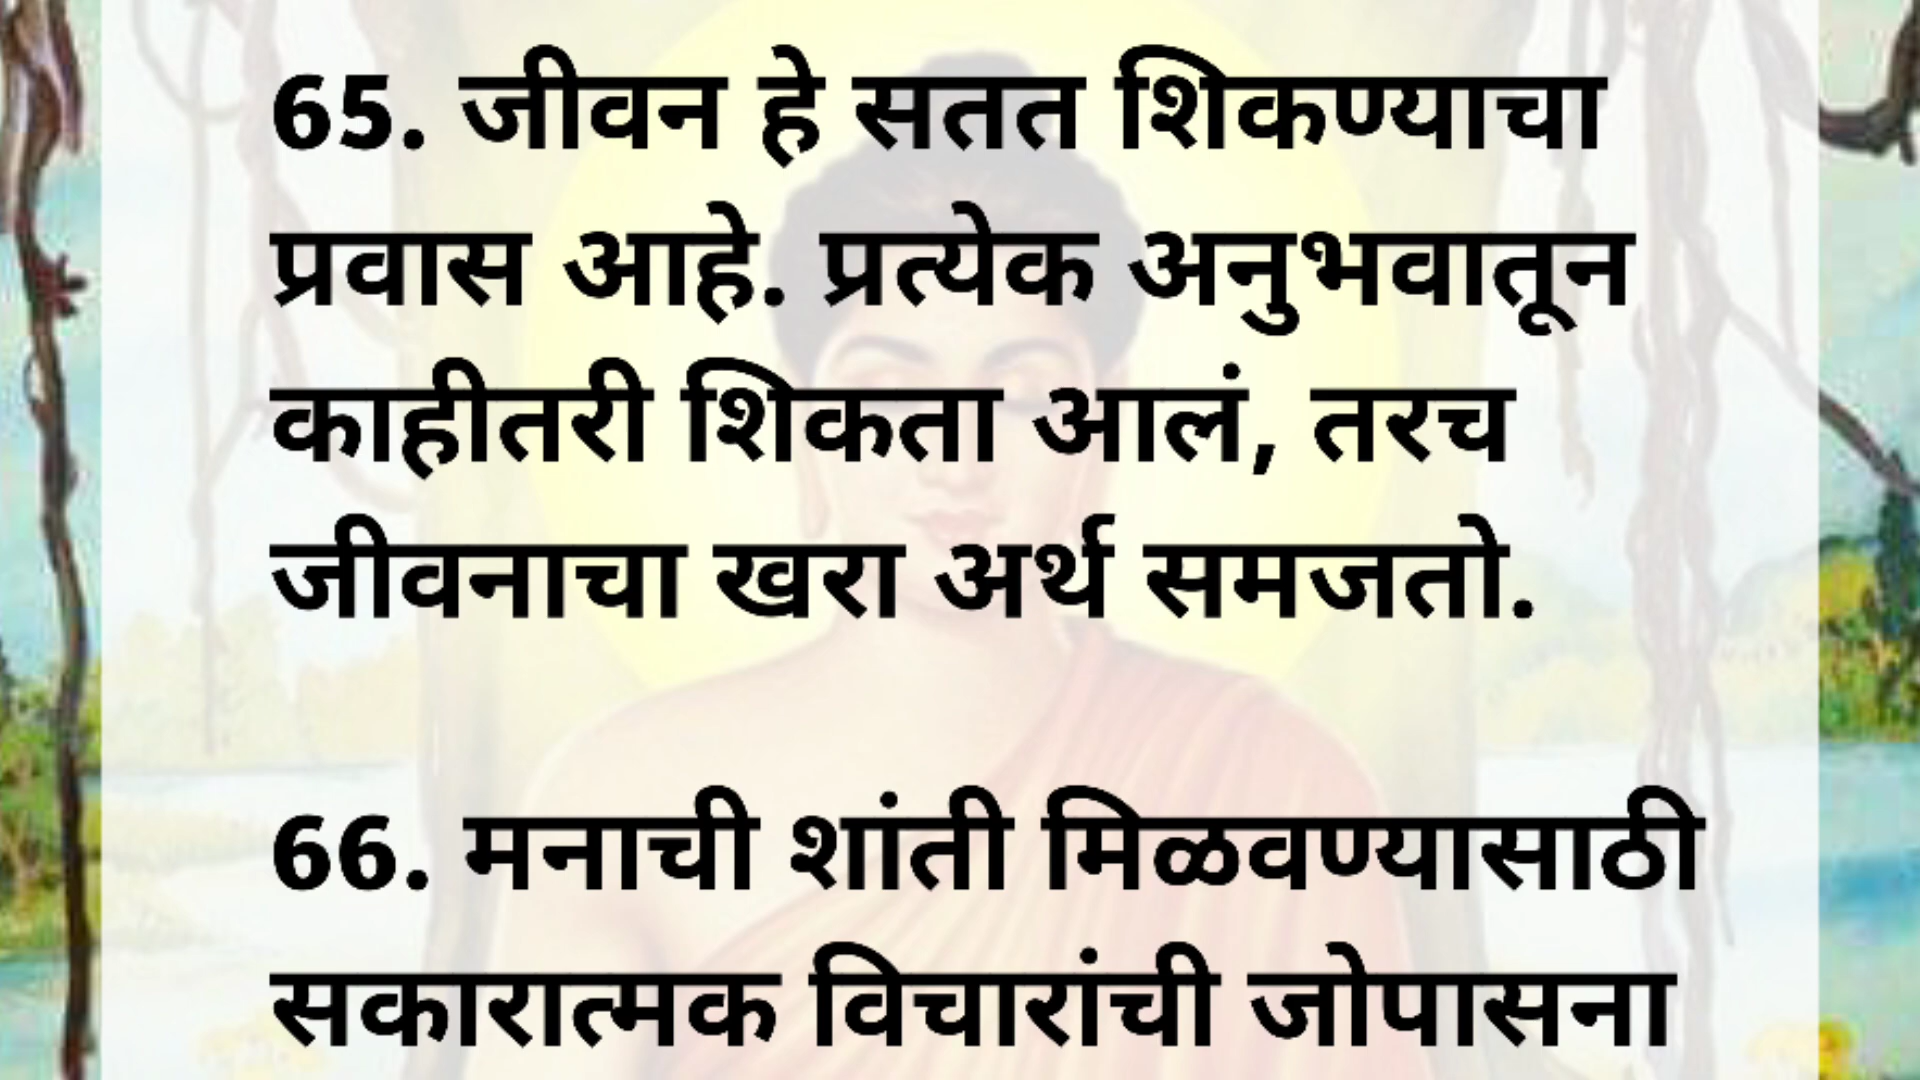 65. जीवन हे सतत शिकण्याचा
प्रवास आहे. प्रत्येक अनुभवातून
काहीतरी शिकता आलं, तरच
जीवनाचा खरा अर्थ समजतो.
66. मनाची शांती मिळवण्यासाठी
सकारात्मक विचारांची जोपासना